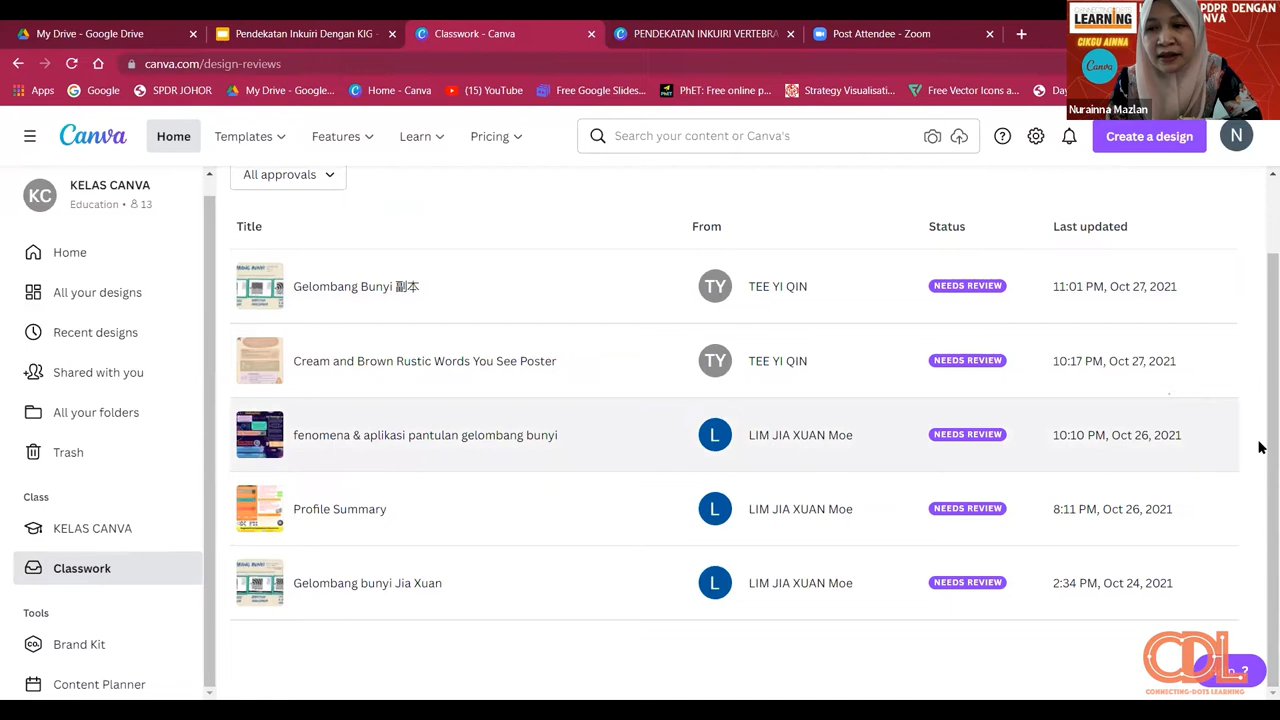 My Drive - Google Drive
Pendekatan Inkuiri Dengan KIG -
Classwork - Canva
PENDEKATAN INKUIRI VERTEBRA
Post Attendee - Zoom
canva.com/design-reviews
Apps
Google
SPDR JOHOR
My Drive - Google...
Home - Canva
(15) YouTube
Free Google Slides...
PhET: Free online p...
Strategy Visualisati...
Free Vector Icons a...
CONNECTING-DOTS
LEARNING
PDPR DENGAN
CIKGU AINNA
Canva
Nurainna Mazlan
Canva
Home
Templates
Features
Learn
Pricing
Search your content or Canva's
Create a design
N
KC
KELAS CANVA
Education • 13
Home
All your designs
Recent designs
Shared with you
All your folders
Trash
Class
KELAS CANVA
Classwork
Tools
Brand Kit
Content Planner
All approvals
Title From Status Last updated
Gelombang Bunyi 副本 TY TEE YI QIN NEEDS REVIEW 11:01 PM, Oct 27, 2021
Cream and Brown Rustic Words You See Poster TY TEE YI QIN NEEDS REVIEW 10:17 PM, Oct 27, 2021
fenomena & aplikasi pantulan gelombang bunyi L LIM JIA XUAN Moe NEEDS REVIEW 10:10 PM, Oct 26, 2021
Profile Summary L LIM JIA XUAN Moe NEEDS REVIEW 8:11 PM, Oct 26, 2021
Gelombang bunyi Jia Xuan L LIM JIA XUAN Moe NEEDS REVIEW 2:34 PM, Oct 24, 2021
CDL
CONNECTING-DOTS LEARNING